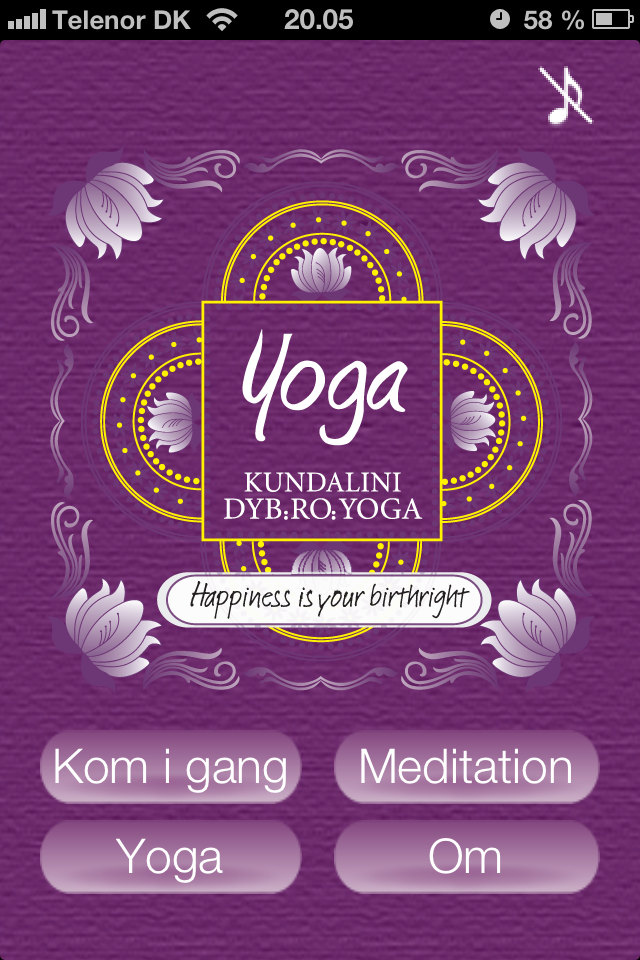 Telenor DK 20.05 58 %
Yoga
KUNDALINI
DYB:RO:YOGA
Happiness is your birthright
Kom i gang
Meditation
Yoga
Om